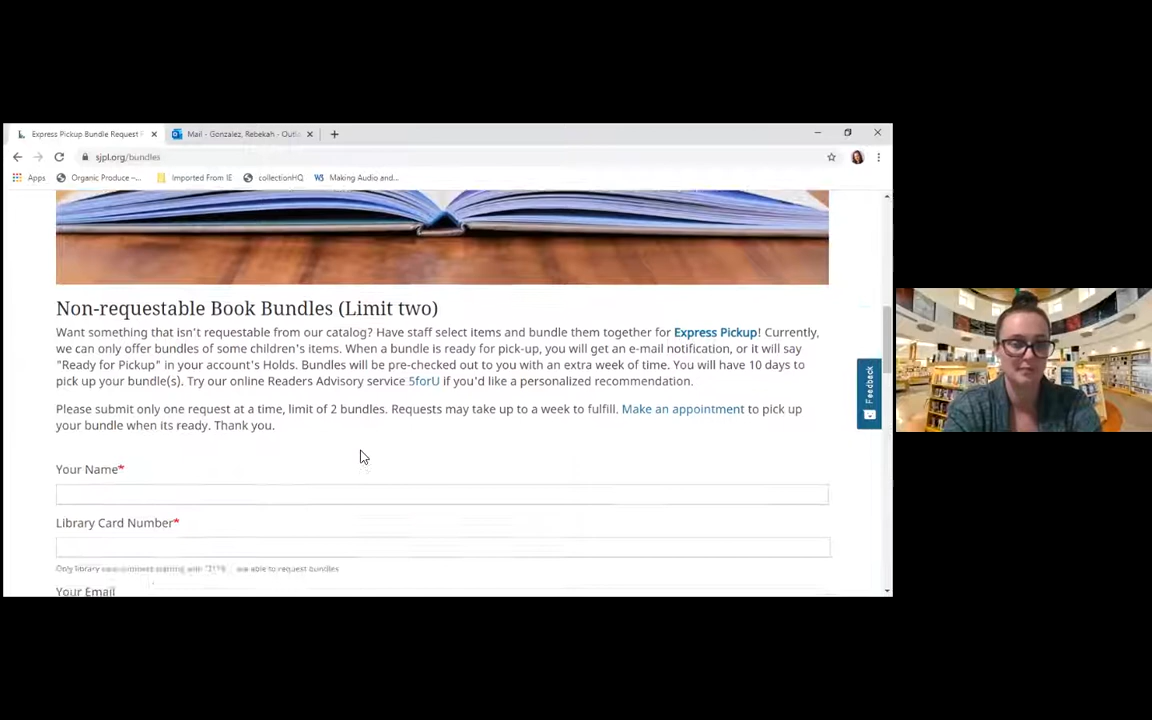 Express Pickup Bundle Request F
Mail - Gonzalez, Rebekah - Outlo
sjpl.org/bundles
Apps
Organic Produce -...
Imported From IE
collectionHQ
Making Audio and...
Non-requestable Book Bundles (Limit two)
Want something that isn't requestable from our catalog? Have staff select items and bundle them together for Express Pickup! Currently,
we can only offer bundles of some children's items. When a bundle is ready for pick-up, you will get an e-mail notification, or it will say
"Ready for Pickup" in your account's Holds. Bundles will be pre-checked out to you with an extra week of time. You will have 10 days to
pick up your bundle(s). Try our online Readers Advisory service 5forU if you'd like a personalized recommendation.
Please submit only one request at a time, limit of 2 bundles. Requests may take up to a week to fulfill. Make an appointment to pick up
your bundle when its ready. Thank you.
Your Name*
Library Card Number*
Only library able to request bundles
Your Email
Feedback